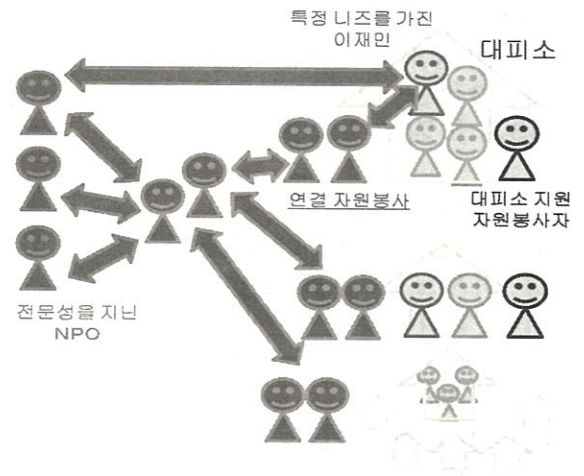 특정 니즈를 가진
이재민
대피소
연결 자원봉사
대피소 지원
자원봉사자
전문성을 지닌
NPO